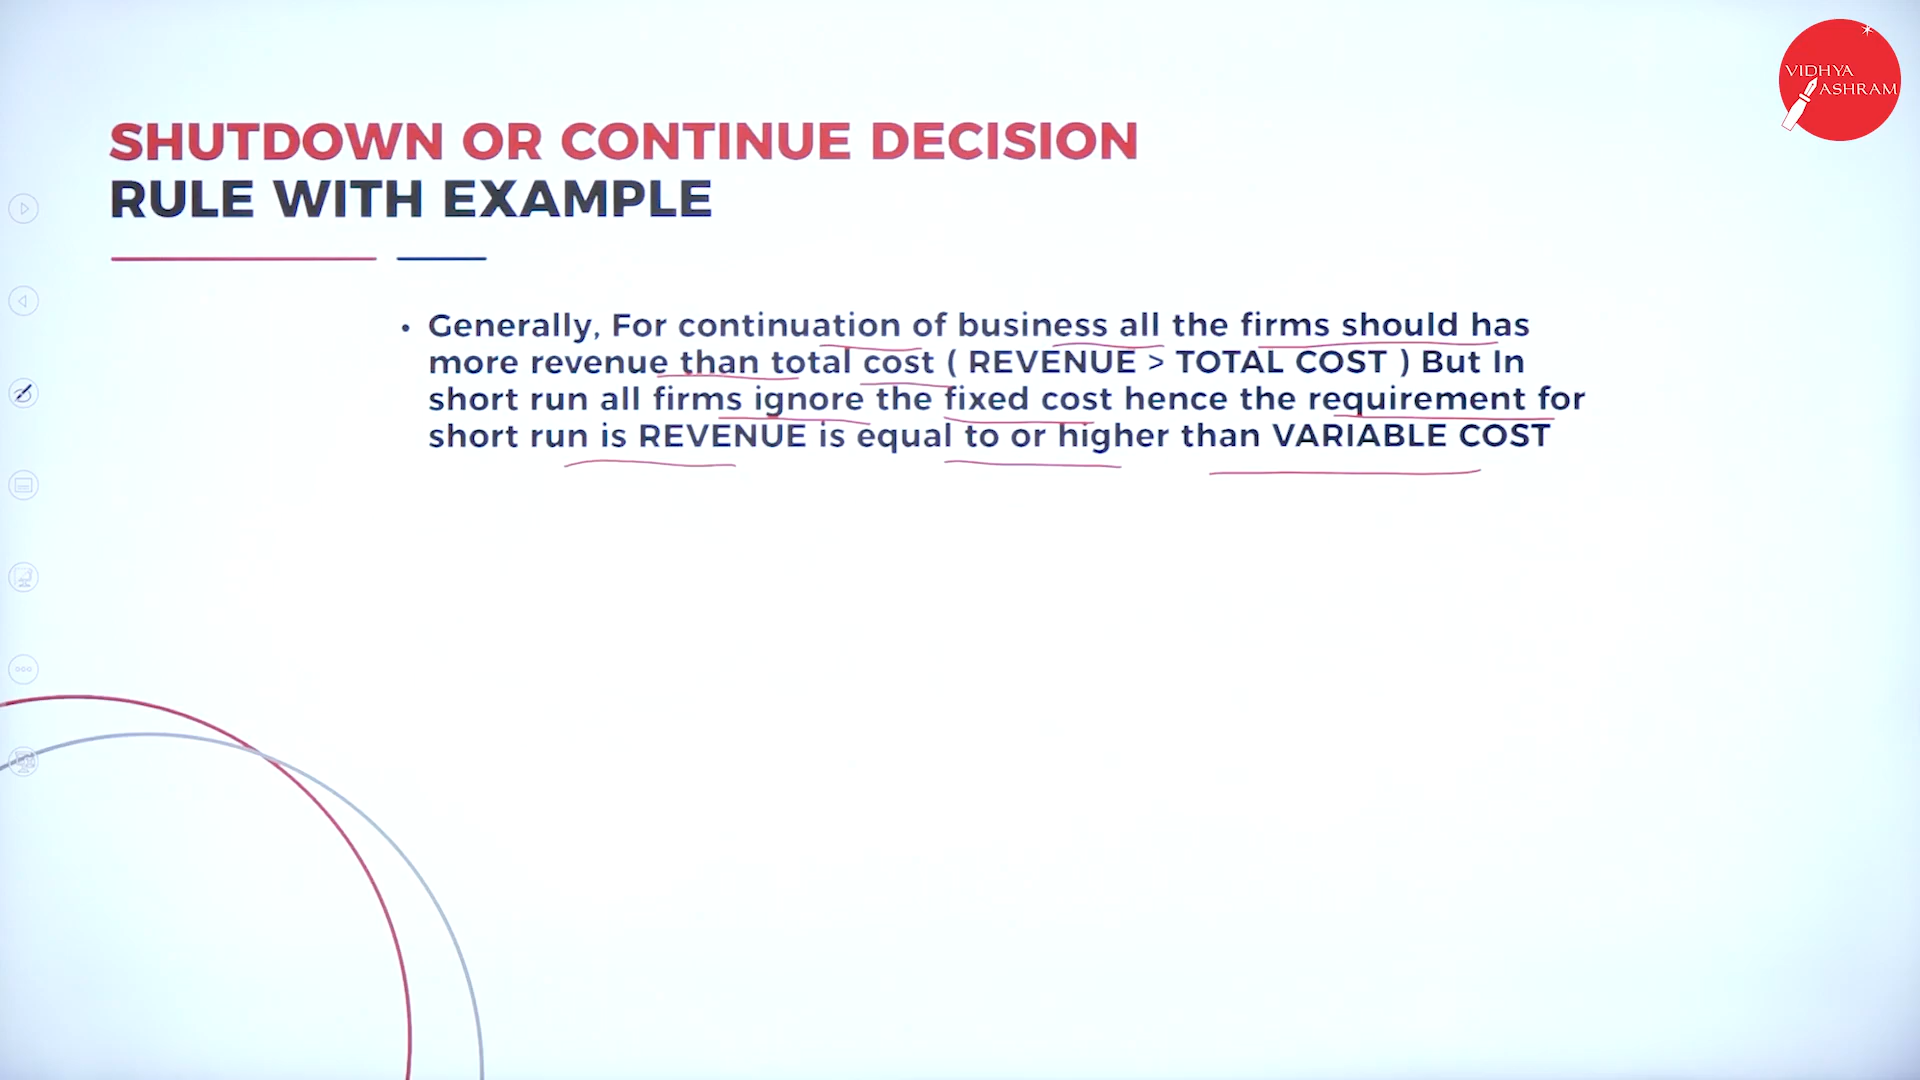 VIDHYA
ASHRAM
SHUTDOWN OR CONTINUE DECISION
RULE WITH EXAMPLE
• Generally, For continuation of business all the firms should has
more revenue than total cost ( REVENUE > TOTAL COST ) But In
short run all firms ignore the fixed cost hence the requirement for
short run is REVENUE is equal to or higher than VARIABLE COST